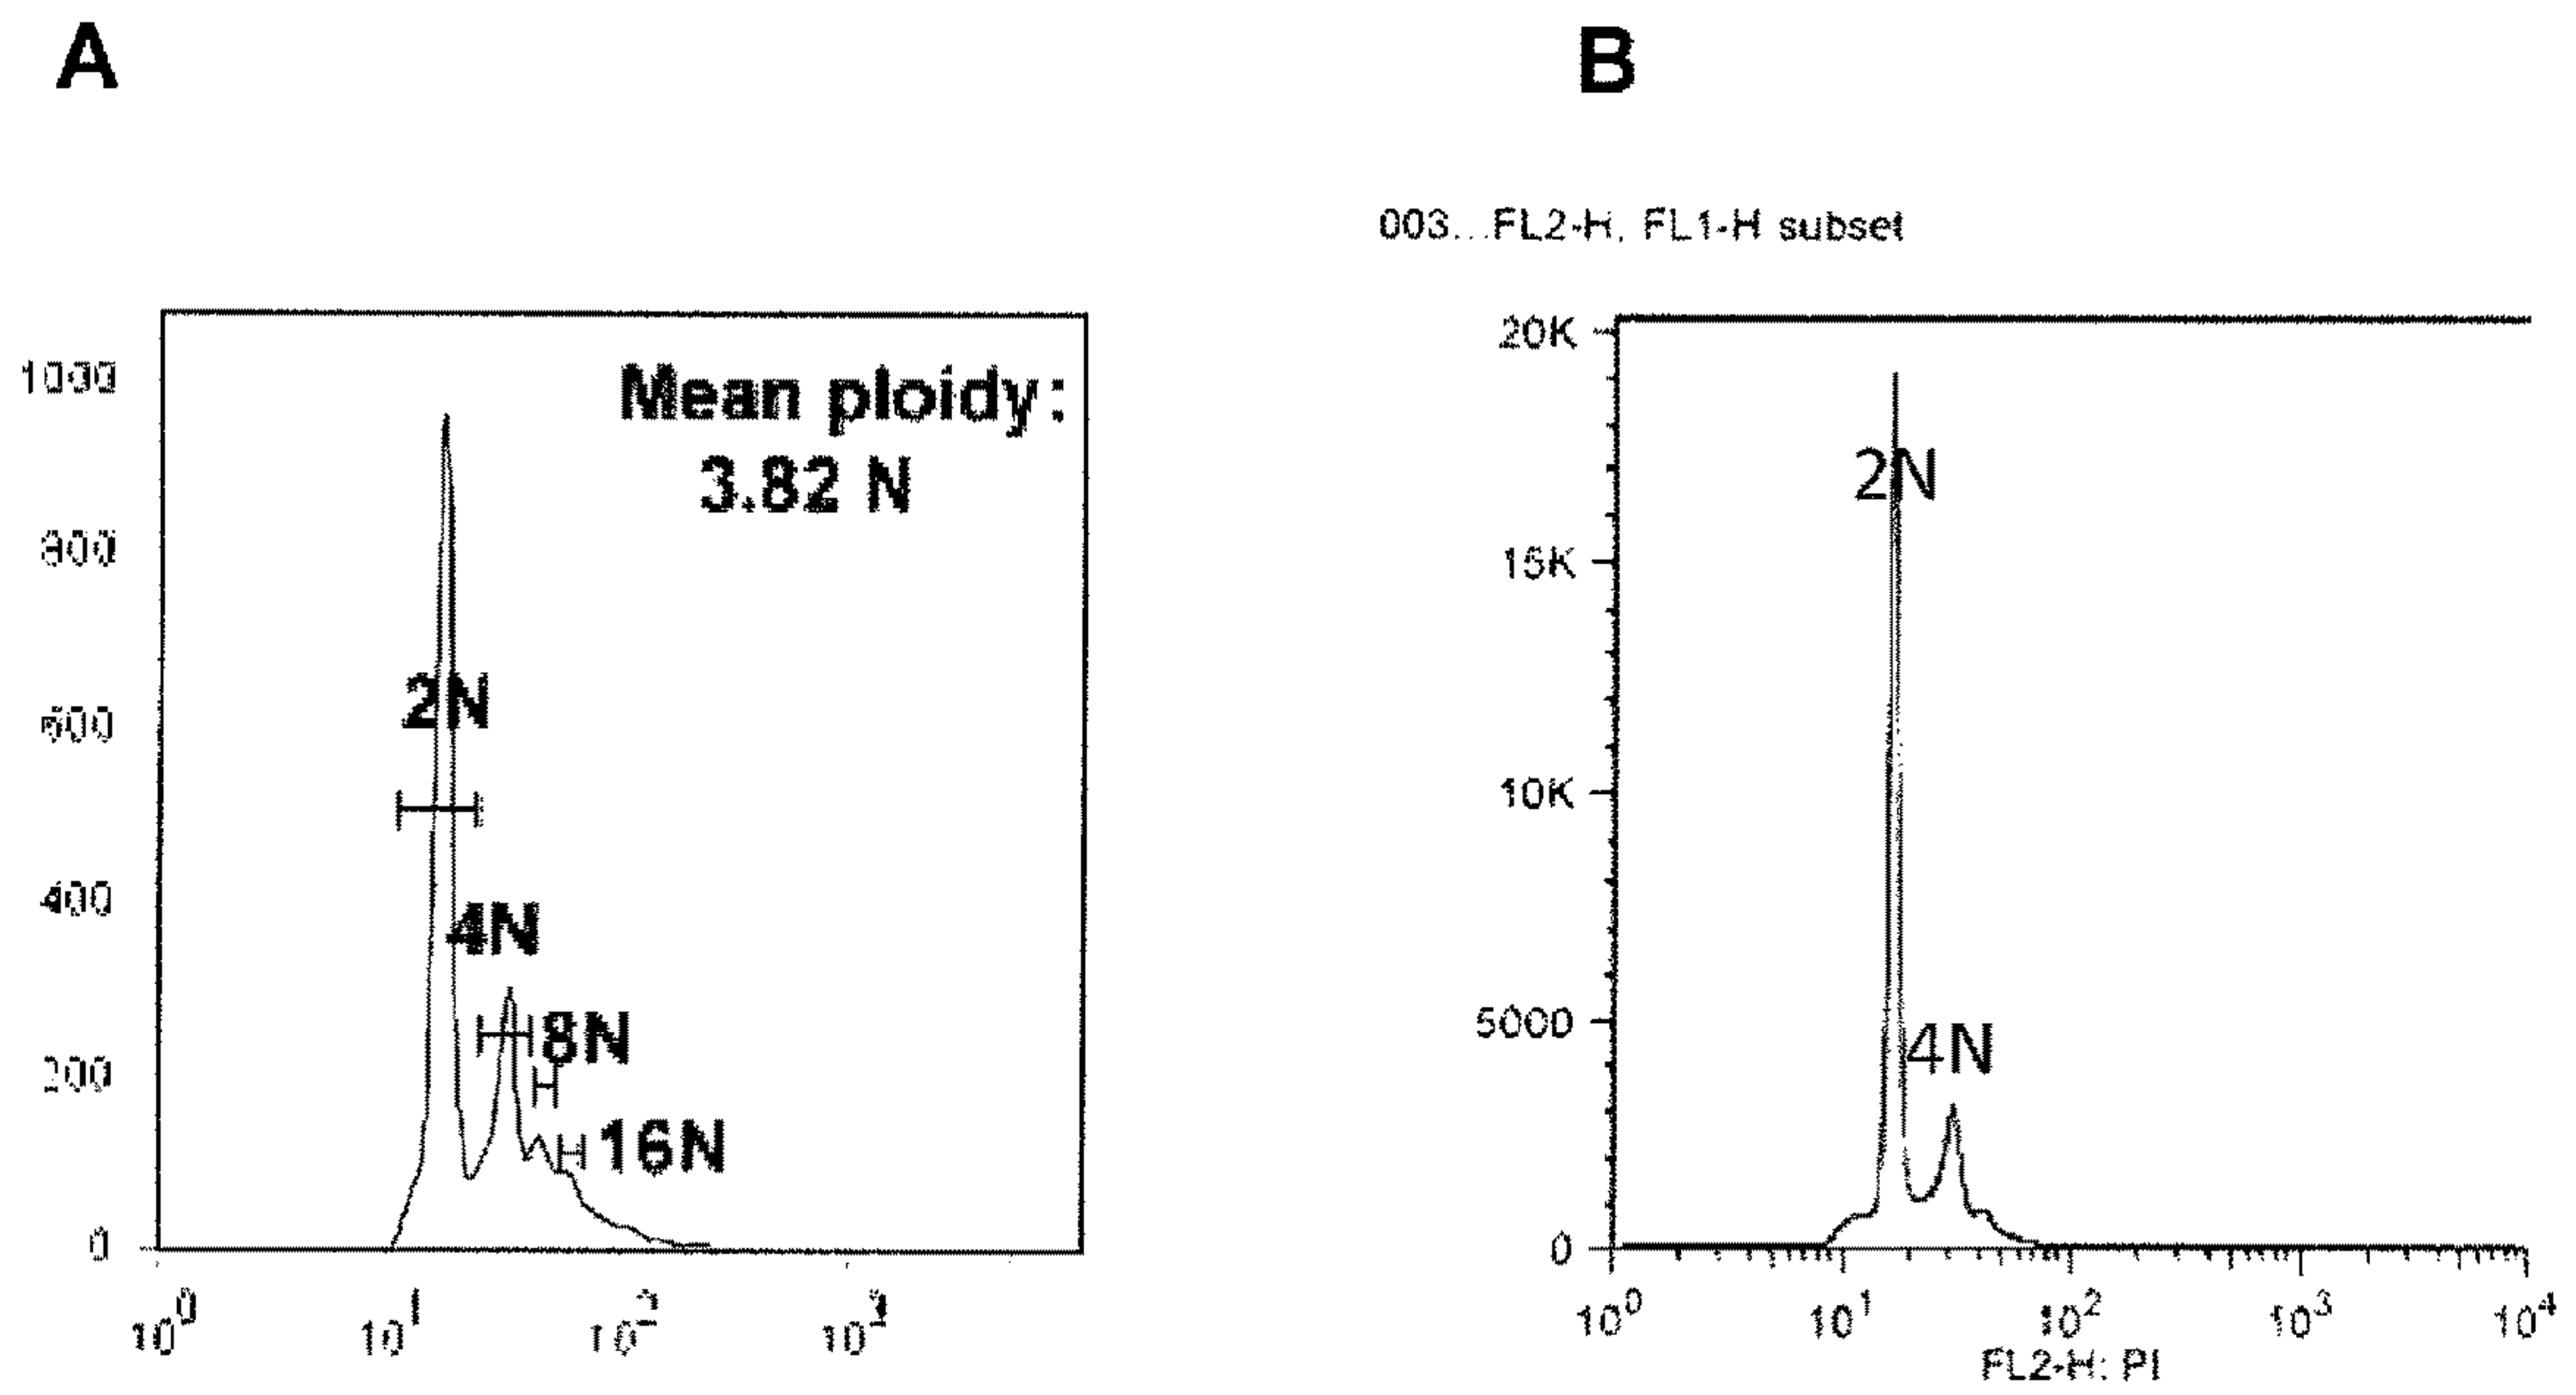 A
B
003...FL2-H, FL1-H subset
Mean ploidy:
3.82 N
1000
800
600
400
200
0
2N
4N
8N
16N
10^0
10^1
10^2
20K
15K
10K
5000
0
2N
4N
10^0
10^1
10^2
10^3
10^4
FL2-H: PI